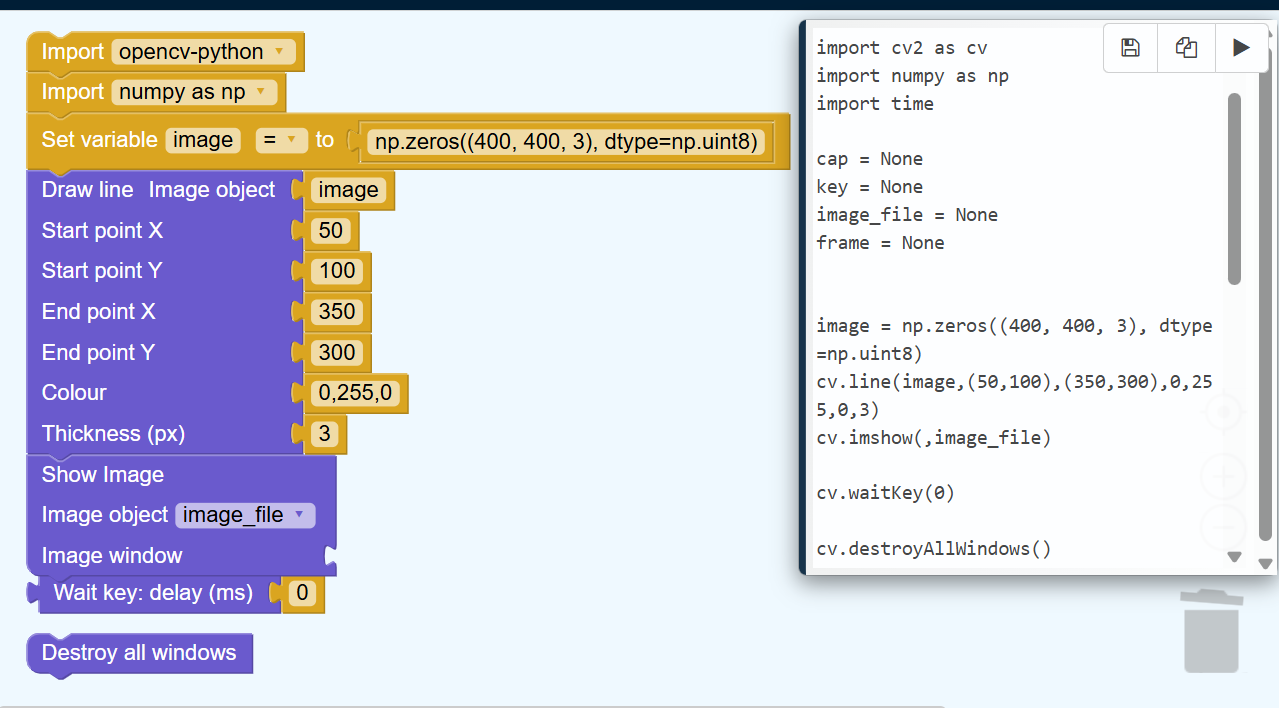 Import opencv-python
Import numpy as np
Set variable image = to np.zeros((400, 400, 3), dtype=np.uint8)
Draw line Image object image
Start point X 50
Start point Y 100
End point X 350
End point Y 300
Colour 0,255,0
Thickness (px) 3
Show Image
Image object image_file
Image window
Wait key: delay (ms) 0
Destroy all windows
import cv2 as cv
import numpy as np
import time
cap = None
key = None
image_file = None
frame = None
image = np.zeros((400, 400, 3), dtype
=np.uint8)
cv.line(image,(50,100),(350,300),0,25
5,0,3)
cv.imshow(,image_file)
cv.waitKey(0)
cv.destroyAllWindows()